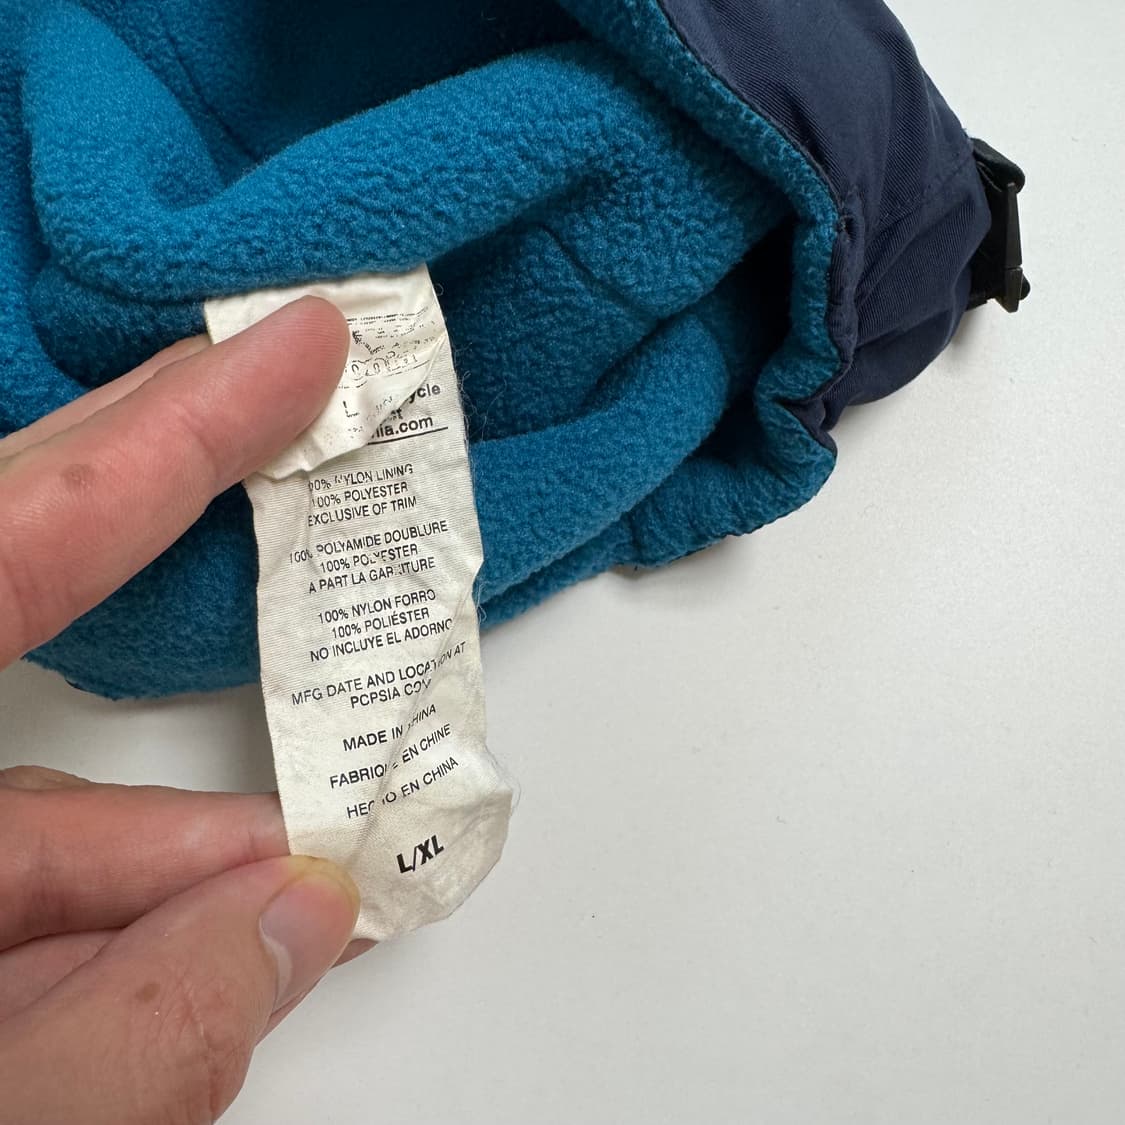 L
.com
NYLON LINING
100% POLYESTER
EXCLUSIVE OF TRIM
100% POLYAMIDE DOUBLURE
100% POLYESTER
A PART LA GARNITURE
100% NYLON FORRO
100% POLIÉSTER
NO INCLUYE EL ADORNO
MFG DATE AND LOCATION AT
PCPSIA COM
MADE IN CHINA
FABRIQUE EN CHINE
HECHO EN CHINA
L/XL